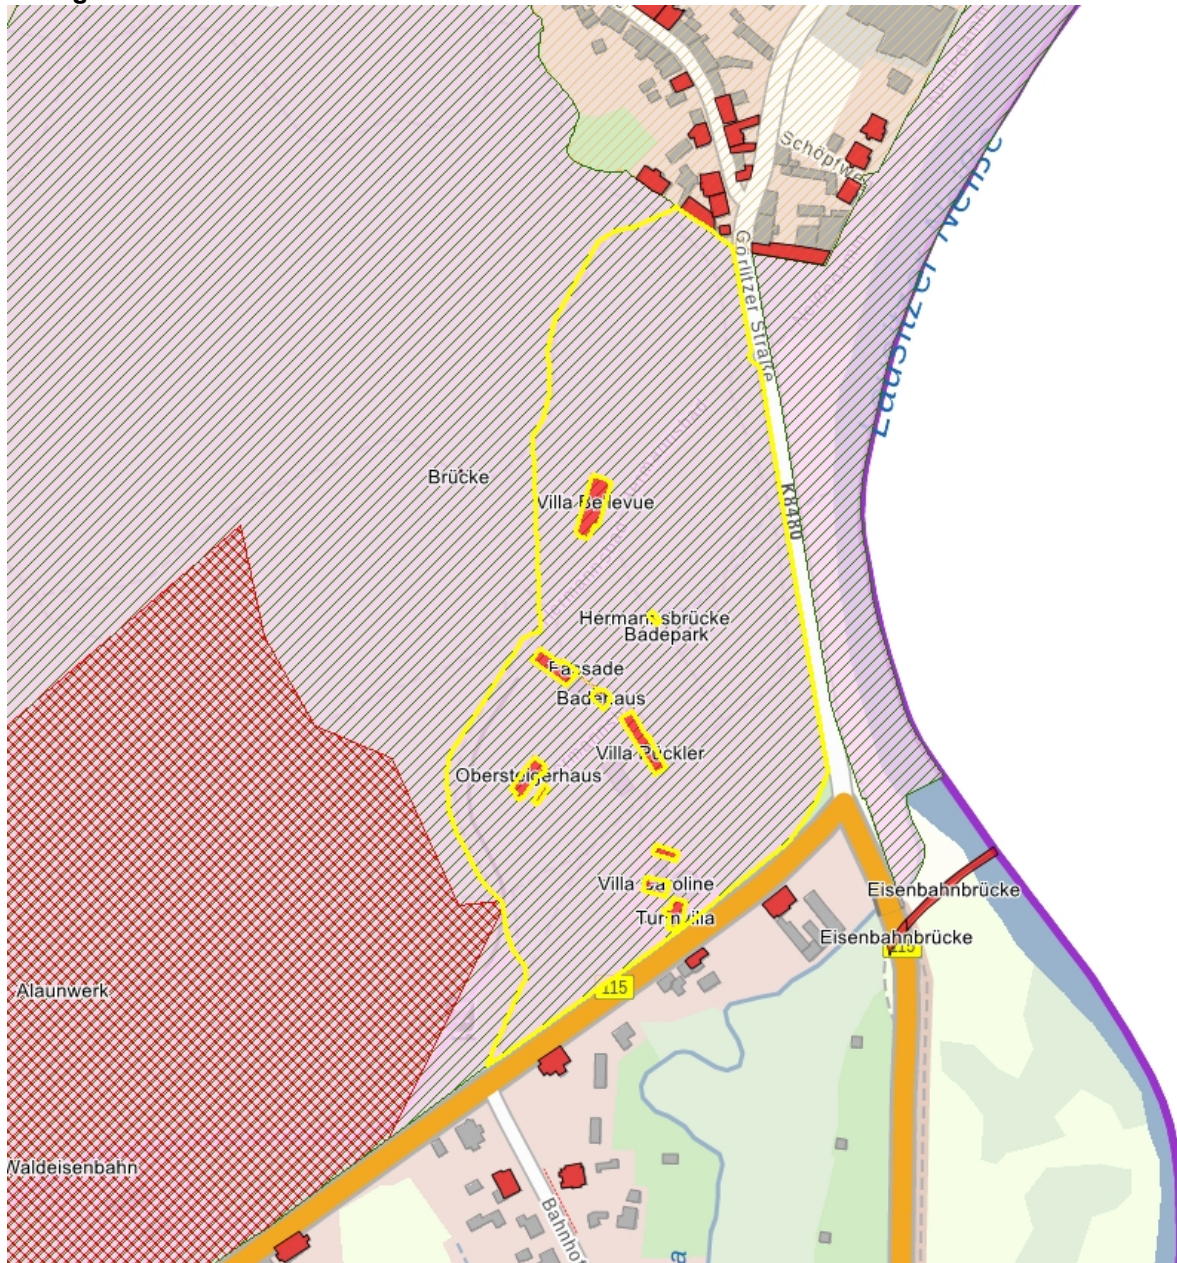 Schöpfw
Lausitzer Neiße
Görlitzer Straße
K8480
Brücke
Villa Bellevue
Hermannsbrücke
Badepark
Fassade
Badehaus
Villa Pückler
Obersteigerhaus
Villa Caroline
Turmvilla
Eisenbahnbrücke
Eisenbahnbrücke
115
115
Alaunwerk
Waldeisenbahn
Bahnhof